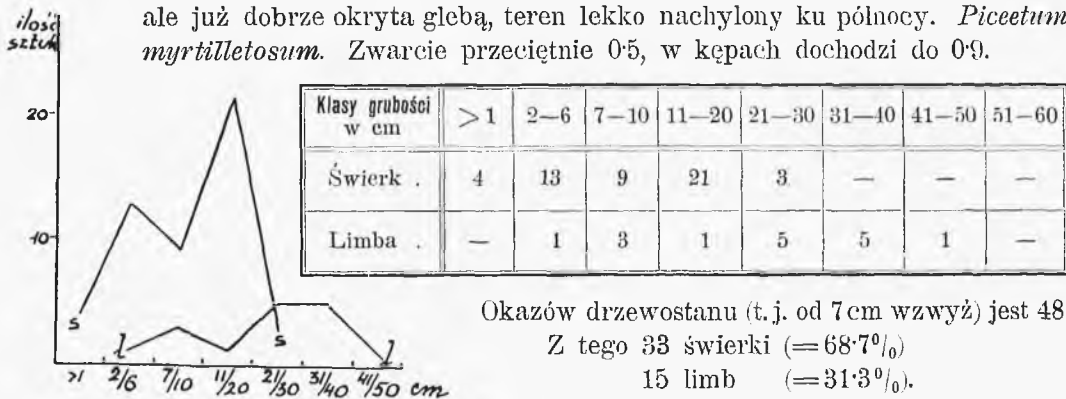 ale już dobrze okryta glebą, teren lekko nachylony ku północy. Piceetum
myrtilletosum. Zwarcie przeciętnie 0·5, w kępach dochodzi do 0·9.
ilość
sztuk
20
10
s
l
s
l
>1 2/6 7/10 11/20 21/30 31/40 41/50 cm
Klasy grubości w cm >1 2—6 7—10 11—20 21—30 31—40 41—50 51—60
Świerk . 4 13 9 21 3 — — —
Limba . — 1 3 1 5 5 1 —
Okazów drzewostanu (t. j. od 7 cm wzwyż) jest 48
Z tego 33 świerki (= 68·7⁰/₀)
15 limb (= 31·3⁰/₀).